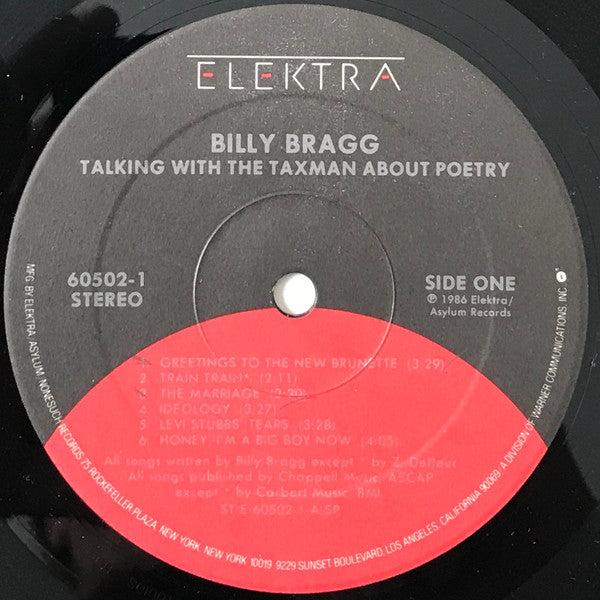 ELEKTRA
BILLY BRAGG
TALKING WITH THE TAXMAN ABOUT POETRY
60502-1
STEREO
SIDE ONE
℗ 1986 Elektra/
Asylum Records
1. GREETINGS TO THE NEW BRUNETTE (3:29)
2 TRAIN TRAIN* (2:11)
3 THE MARRIAGE (2:30)
4 IDEOLOGY (3:27)
5 LEVI STUBBS' TEARS (3:28)
6 HONEY I'M A BIG BOY NOW (4:05)
All songs written by Billy Bragg except * by Z. DeFleur
All songs published by Chappell Music ASCAP
except * by Carbert Music BMI
ST E 60502 1 A SP
MFG. BY ELEKTRA/ASYLUM/NONESUCH RECORDS 75 ROCKEFELLER PLAZA, NEW YORK, NEW YORK 10019 9229 SUNSET BOULEVARD, LOS ANGELES, CALIFORNIA 90069 A DIVISION OF WARNER COMMUNICATIONS INC.